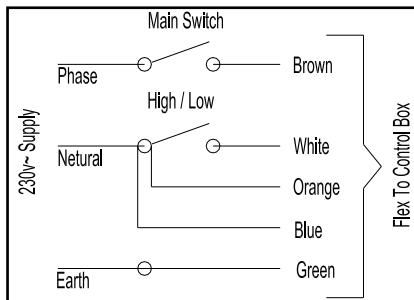 Main Switch
Phase
Brown
High / Low
Netural
White
Orange
Blue
Earth
Green
230v~ Supply
Flex To Control Box